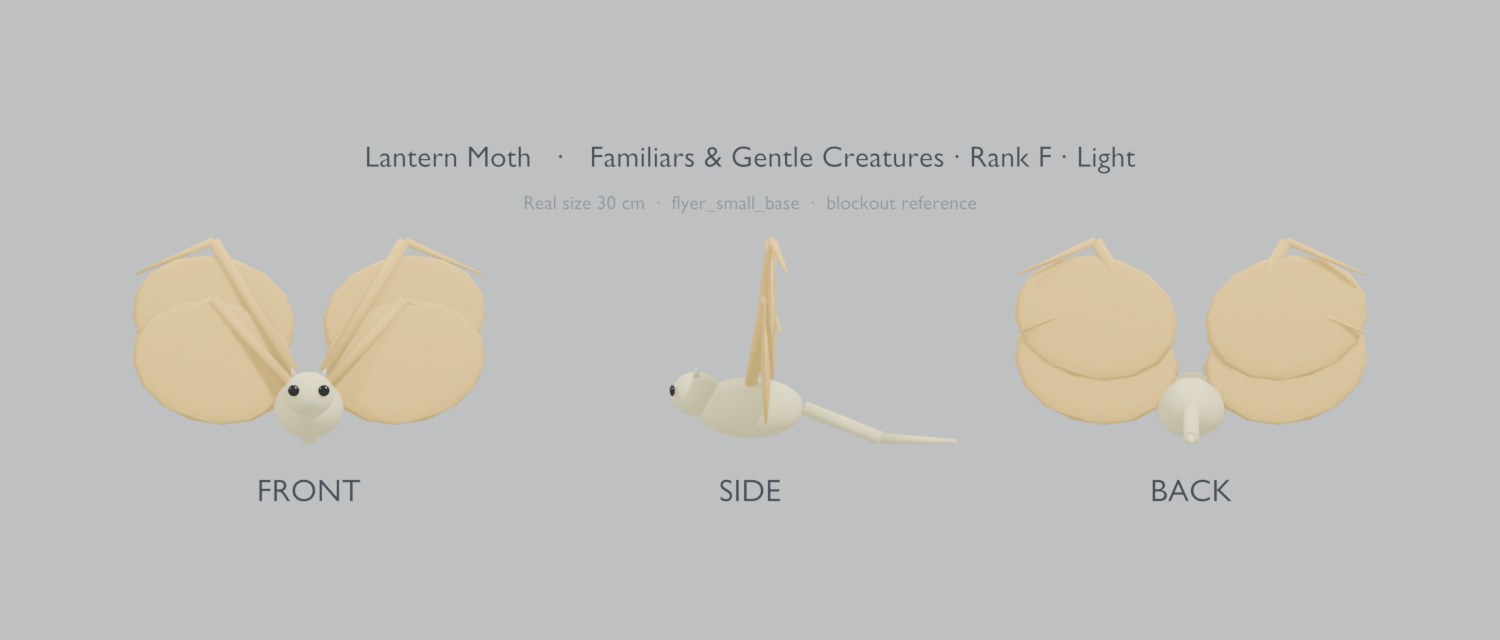 Lantern Moth · Familiars & Gentle Creatures · Rank F · Light
Real size 30 cm · flyer_small_base · blockout reference
FRONT
SIDE
BACK